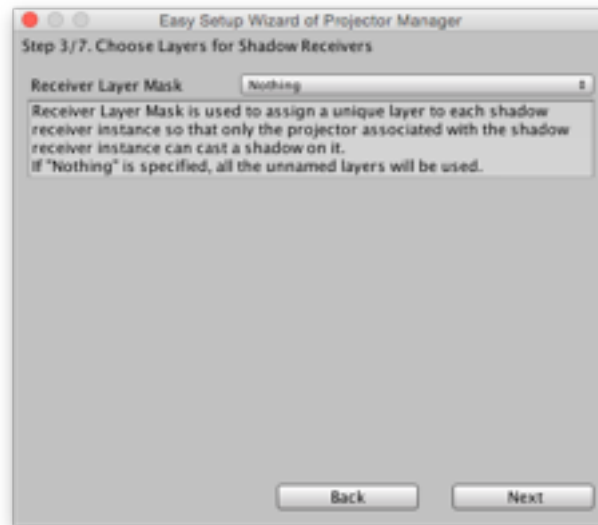 Easy Setup Wizard of Projector Manager
Step 3/7. Choose Layers for Shadow Receivers
Receiver Layer Mask Nothing
Receiver Layer Mask is used to assign a unique layer to each shadow
receiver instance so that only the projector associated with the shadow
receiver instance can cast a shadow on it.
If "Nothing" is specified, all the unnamed layers will be used.
Back Next